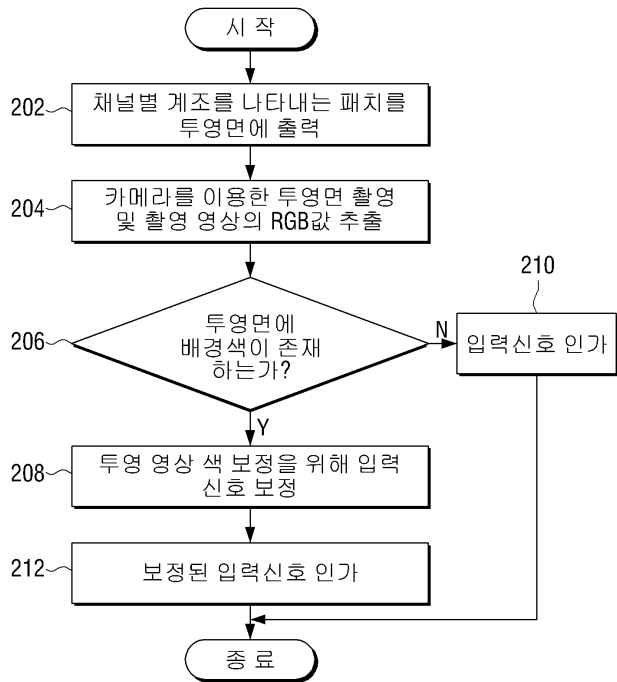 시 작
202
채널별 계조를 나타내는 패치를
투영면에 출력
204
카메라를 이용한 투영면 촬영
및 촬영 영상의 RGB값 추출
206
투영면에
배경색이 존재
하는가?
N
210
입력신호 인가
Y
208
투영 영상 색 보정을 위해 입력
신호 보정
212
보정된 입력신호 인가
종 료